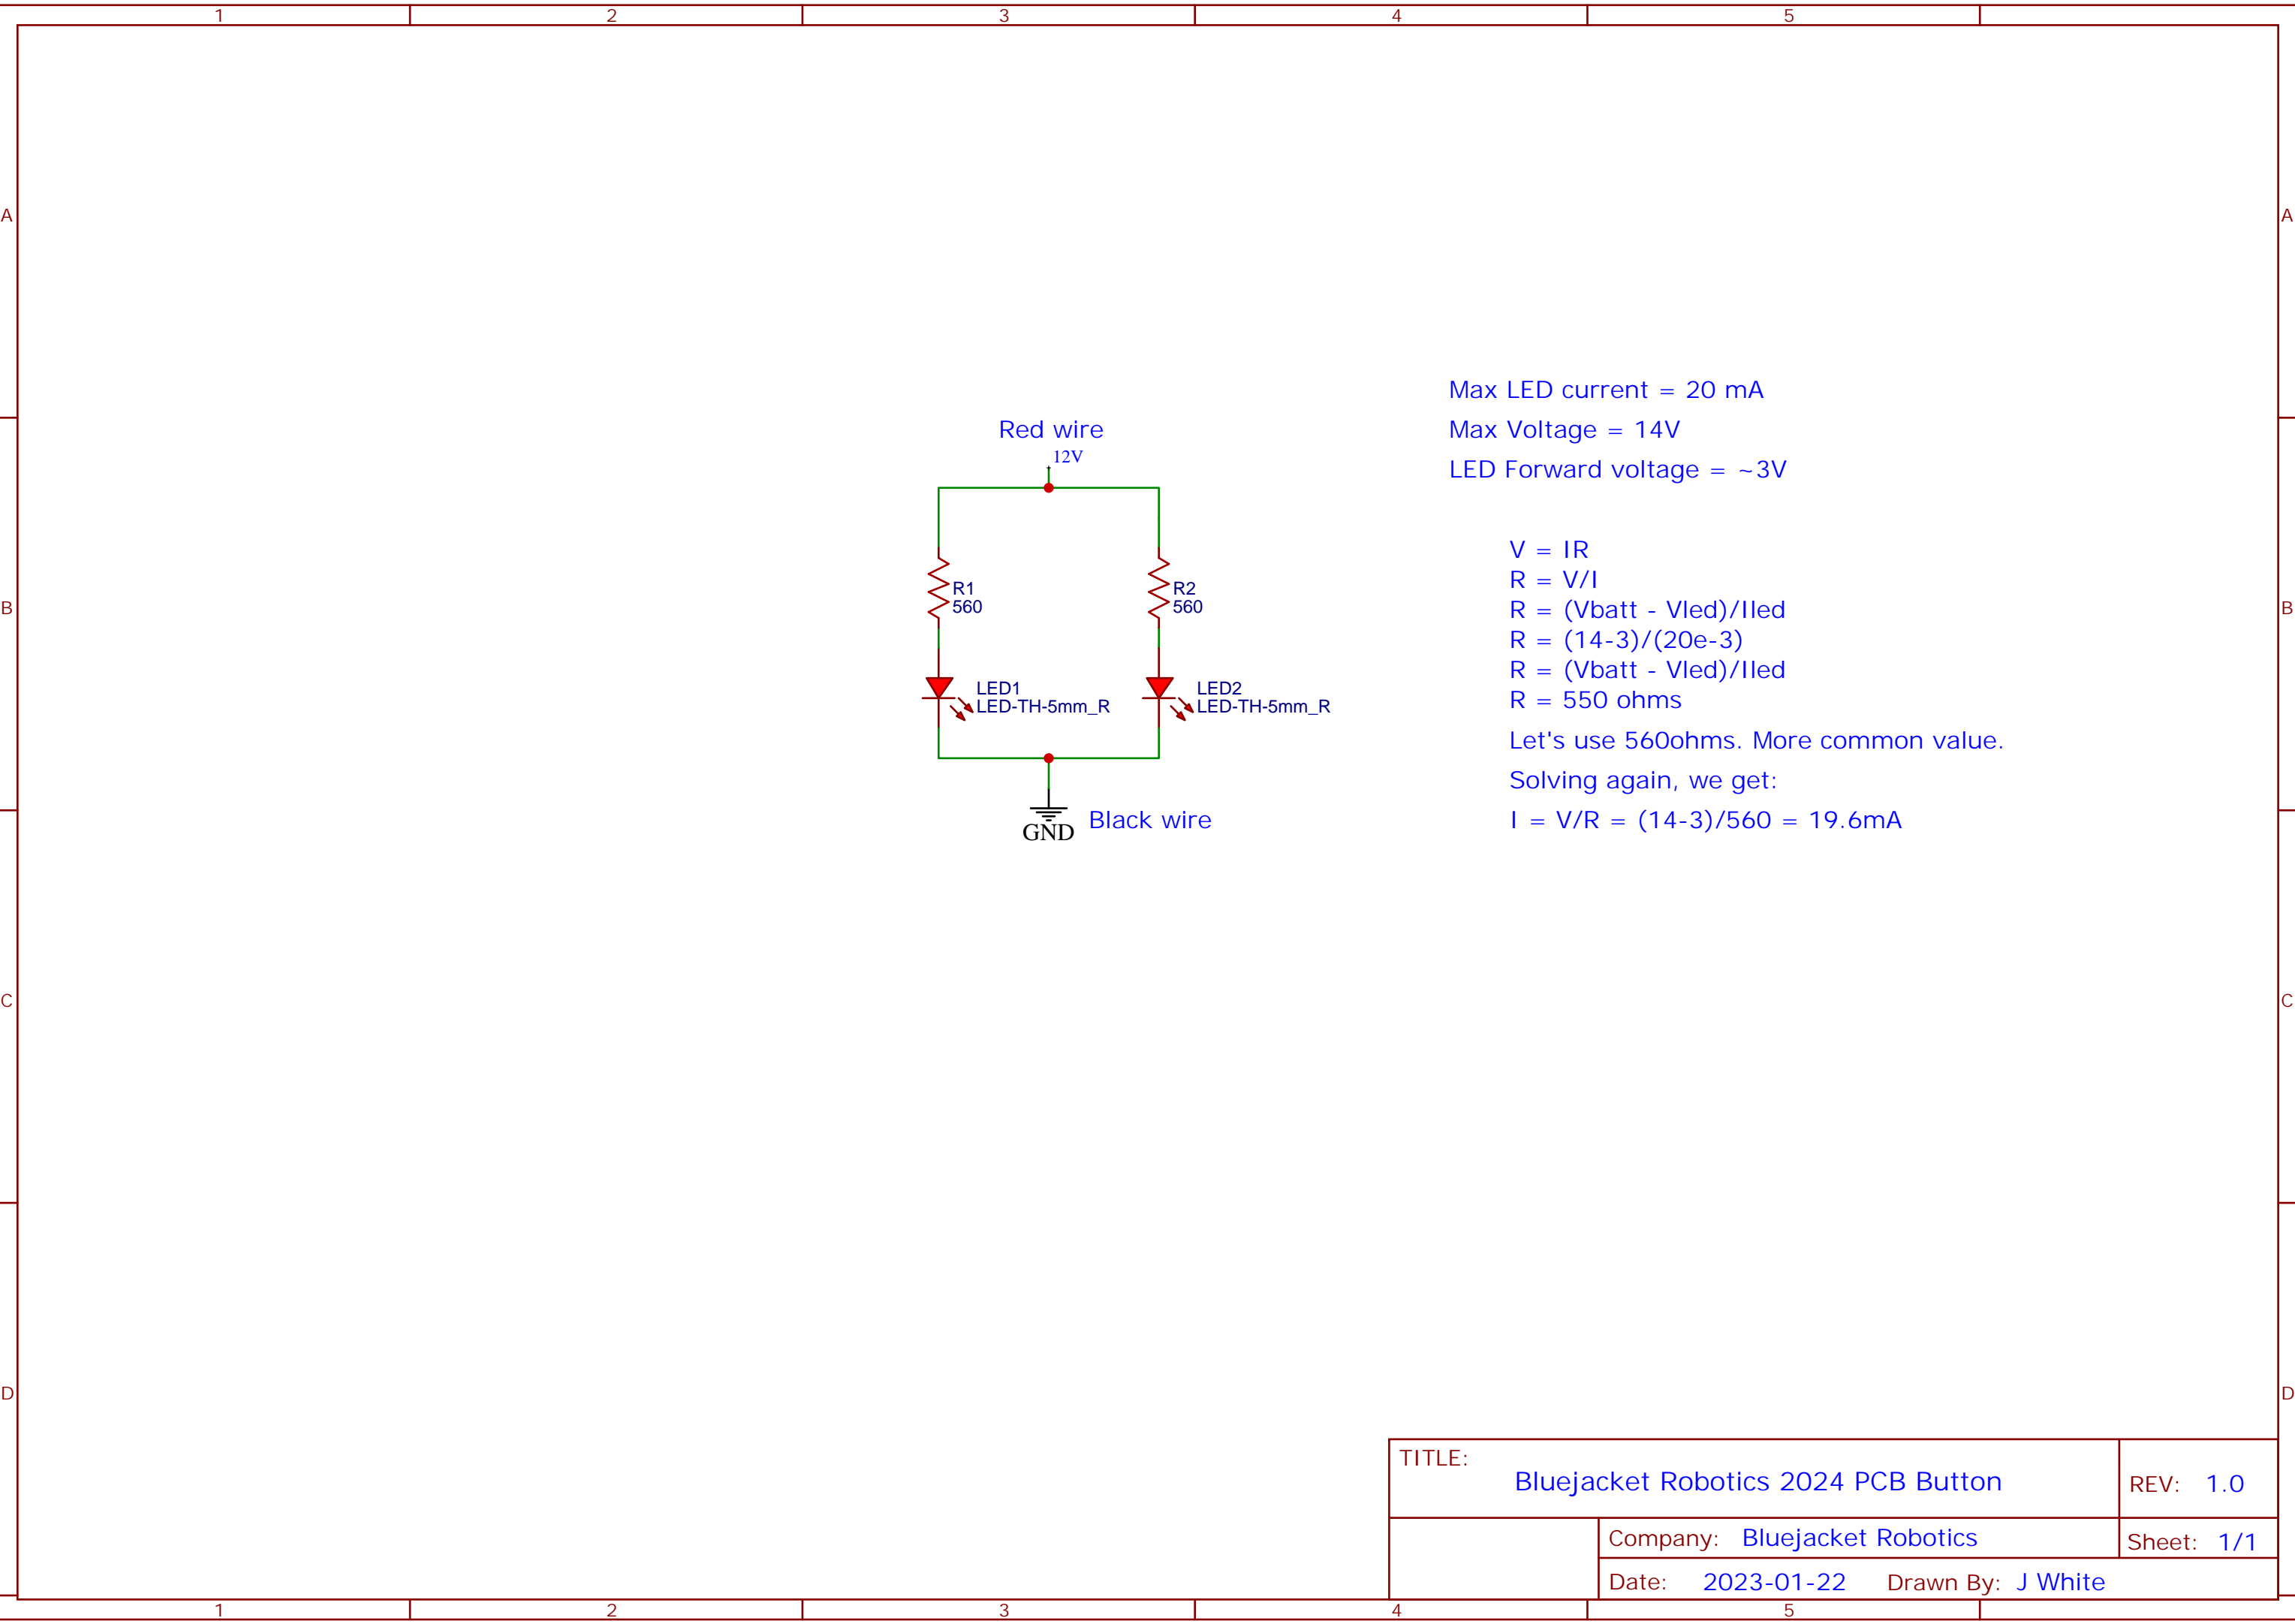 1 2 3 4 5
A A
Max LED current = 20 mA
Red wire
Max Voltage = 14V
12V
LED Forward voltage = ~3V
V = IR
R = V/I
R1
560
R2
560
B B
R = (Vbatt - Vled)/Iled
R = (14-3)/(20e-3)
R = (Vbatt - Vled)/Iled
LED1
LED-TH-5mm_R
LED2
LED-TH-5mm_R
R = 550 ohms
Let's use 560ohms. More common value.
Solving again, we get:
I = V/R = (14-3)/560 = 19.6mA
GND
Black wire
C C
D D
TITLE:
Bluejacket Robotics 2024 PCB Button
REV: 1.0
Company: Bluejacket Robotics
Sheet: 1/1
Date: 2023-01-22 Drawn By: J White
1 2 3 4 5